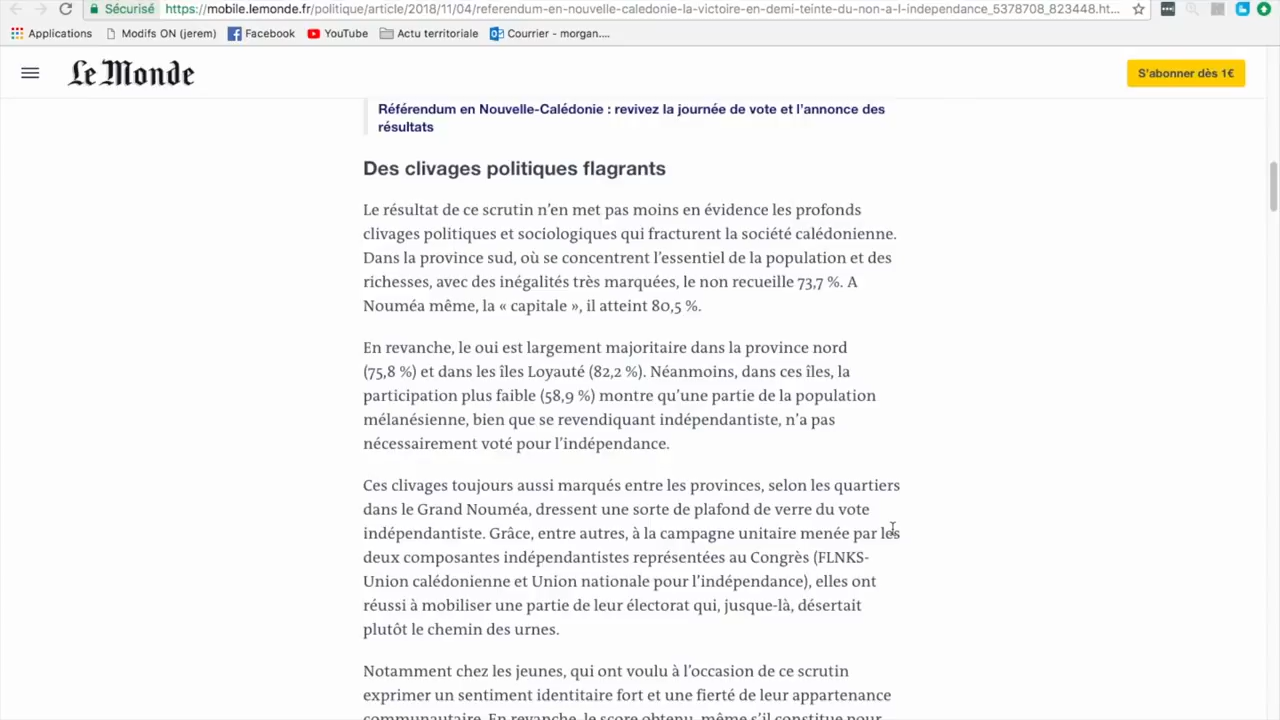 Sécurisé https://mobile.lemonde.fr/politique/article/2018/11/04/referendum-en-nouvelle-caledonie-la-victoire-en-demi-teinte-du-non-a-l-independance_5378708_823448.ht...
Applications Modifs ON (jerem) Facebook YouTube Actu territoriale Courrier - morgan....
Le Monde
S'abonner dès 1€
Référendum en Nouvelle-Calédonie : revivez la journée de vote et l'annonce des
résultats
Des clivages politiques flagrants
Le résultat de ce scrutin n’en met pas moins en évidence les profonds
clivages politiques et sociologiques qui fracturent la société calédonienne.
Dans la province sud, où se concentrent l’essentiel de la population et des
richesses, avec des inégalités très marquées, le non recueille 73,7 %. A
Nouméa même, la « capitale », il atteint 80,5 %.
En revanche, le oui est largement majoritaire dans la province nord
(75,8 %) et dans les îles Loyauté (82,2 %). Néanmoins, dans ces îles, la
participation plus faible (58,9 %) montre qu’une partie de la population
mélanésienne, bien que se revendiquant indépendantiste, n’a pas
nécessairement voté pour l’indépendance.
Ces clivages toujours aussi marqués entre les provinces, selon les quartiers
dans le Grand Nouméa, dressent une sorte de plafond de verre du vote
indépendantiste. Grâce, entre autres, à la campagne unitaire menée par les
deux composantes indépendantistes représentées au Congrès (FLNKS-
Union calédonienne et Union nationale pour l’indépendance), elles ont
réussi à mobiliser une partie de leur électorat qui, jusque-là, désertait
plutôt le chemin des urnes.
Notamment chez les jeunes, qui ont voulu à l’occasion de ce scrutin
exprimer un sentiment identitaire fort et une fierté de leur appartenance
communautaire. En revanche, le score obtenu, même s’il constitue pour